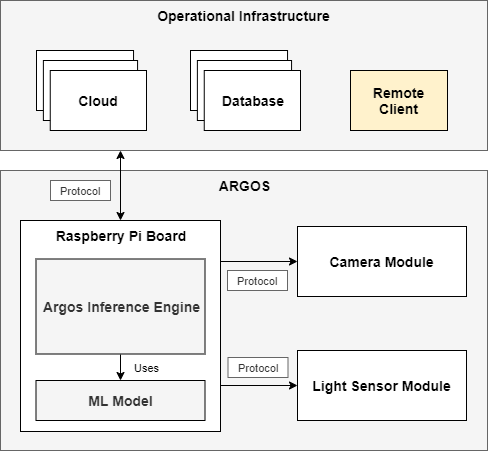 Operational Infrastructure
Cloud
Database
Remote
Client
Protocol
ARGOS
Raspberry Pi Board
Argos Inference Engine
Uses
ML Model
Protocol
Camera Module
Protocol
Light Sensor Module